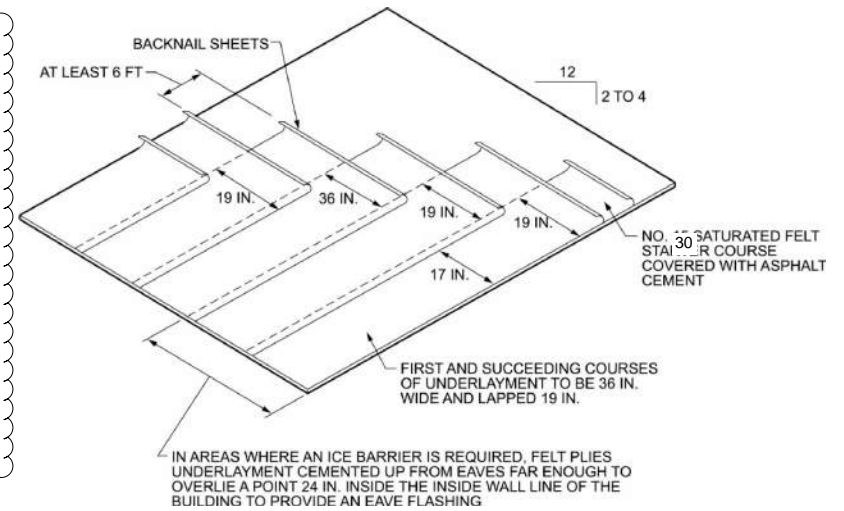 BACKNAIL SHEETS
AT LEAST 6 FT
12
2 TO 4
19 IN.
36 IN.
19 IN.
19 IN.
17 IN.
NO. 30 SATURATED FELT
COURSE
COVERED WITH ASPHALT
CEMENT
FIRST AND SUCCEEDING COURSES
OF UNDERLAYMENT TO BE 36 IN.
WIDE AND LAPPED 19 IN.
IN AREAS WHERE AN ICE BARRIER IS REQUIRED, FELT PLIES
UNDERLAYMENT CEMENTED UP FROM EAVES FAR ENOUGH TO
OVERLIE A POINT 24 IN. INSIDE THE INSIDE WALL LINE OF THE
BUILDING TO PROVIDE AN EAVE FLASHING